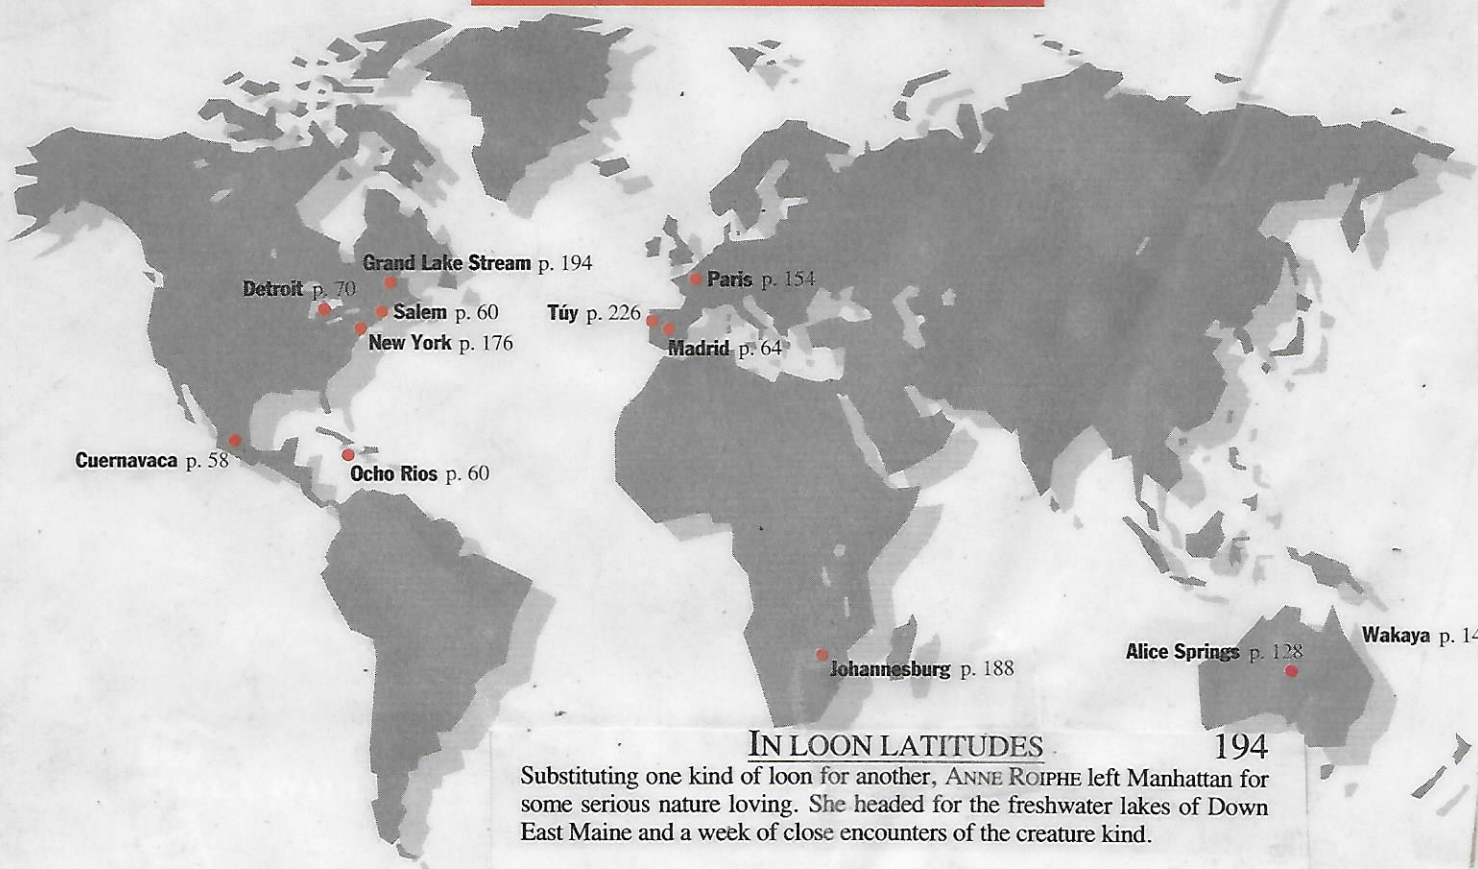 Grand Lake Stream p. 194
Detroit p. 70
Paris p. 154
Salem p. 60
Túy p. 226
New York p. 176
Madrid p. 64
Cuernavaca p. 58
Ocho Rios p. 60
Wakaya p. 14
Alice Springs p. 128
Johannesburg p. 188
IN LOON LATITUDES 194
Substituting one kind of loon for another, ANNE ROIPHE left Manhattan for
some serious nature loving. She headed for the freshwater lakes of Down
East Maine and a week of close encounters of the creature kind.